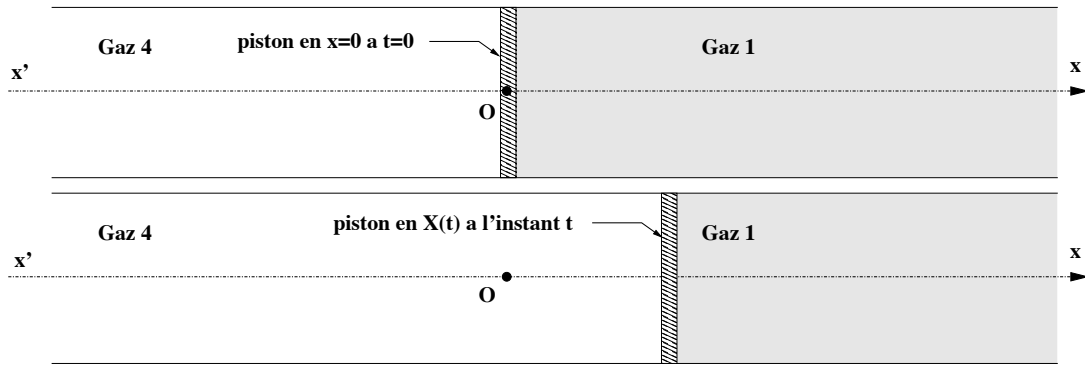 Gaz 4
piston en x=0 a t=0
Gaz 1
x'
x
O
Gaz 4
piston en X(t) a l'instant t
Gaz 1
x'
x
O